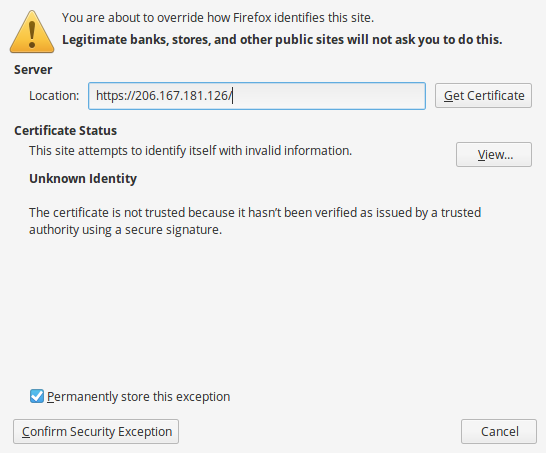 You are about to override how Firefox identifies this site.
Legitimate banks, stores, and other public sites will not ask you to do this.
Server
Location: https://206.167.181.126/ Get Certificate
Certificate Status
This site attempts to identify itself with invalid information. View...
Unknown Identity
The certificate is not trusted because it hasn't been verified as issued by a trusted
authority using a secure signature.
Permanently store this exception
Confirm Security Exception Cancel